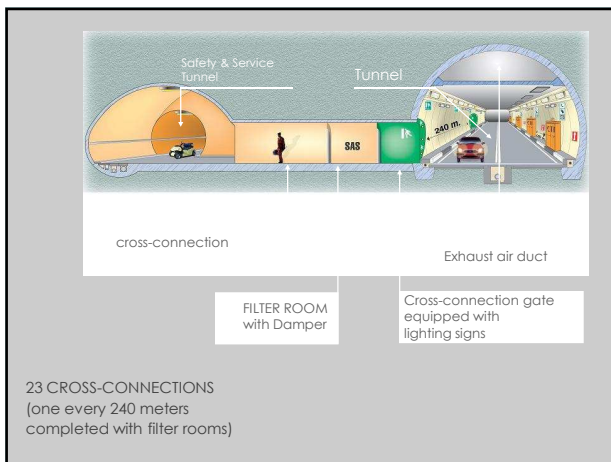 Safety & Service
Tunnel
Tunnel
240 m.
SAS
cross-connection
Exhaust air duct
FILTER ROOM
with Damper
Cross-connection gate
equipped with
lighting signs
23 CROSS-CONNECTIONS
(one every 240 meters
completed with filter rooms)